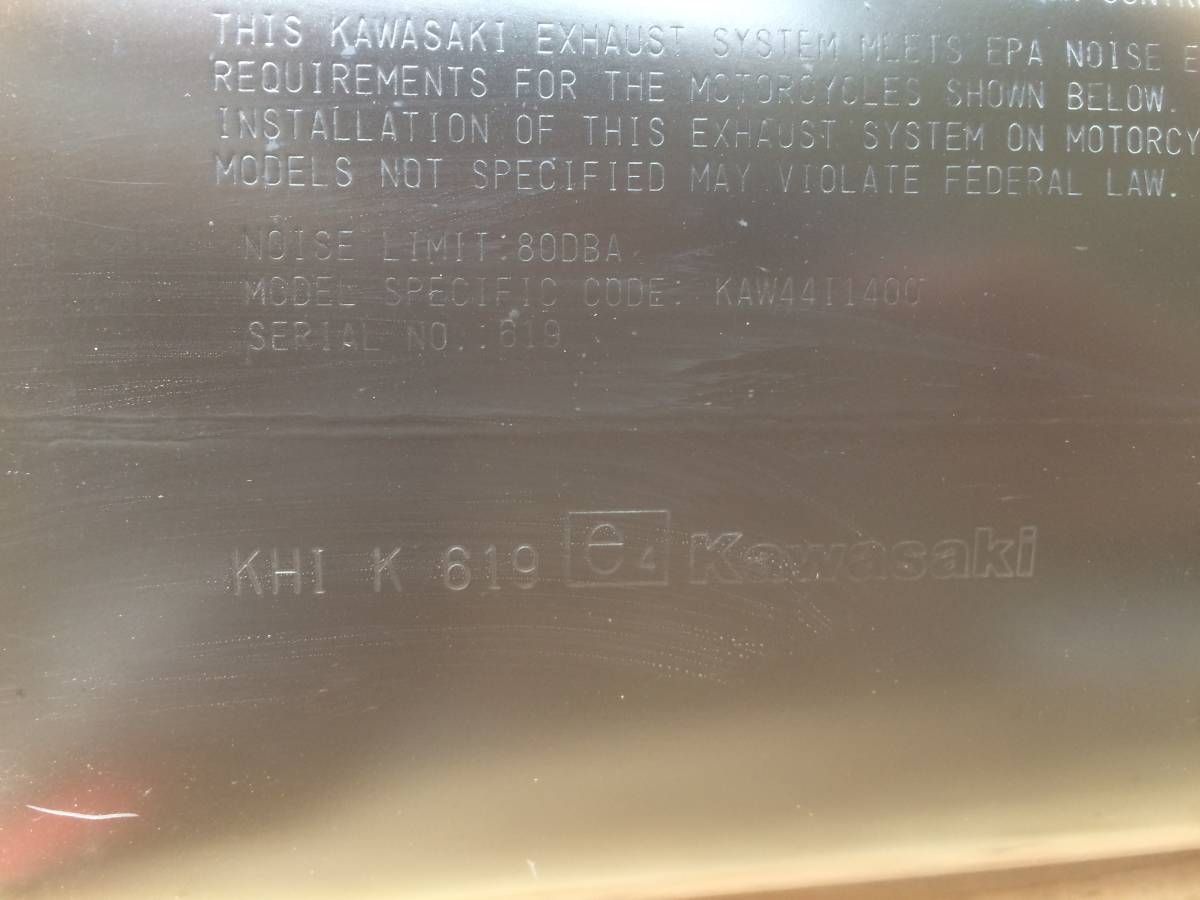 CONTR
THIS KAWASAKI EXHAUST SYSTEM MEETS EPA NOISE E
REQUIREMENTS FOR THE MOTORCYCLES SHOWN BELOW.
INSTALLATION OF THIS EXHAUST SYSTEM ON MOTORCY
MODELS NOT SPECIFIED MAY VIOLATE FEDERAL LAW.
NOISE LIMIT:80DBA
MODEL SPECIFIC CODE: KAW44I1400
SERIAL NO.:619
KHI K 619 e4 Kawasaki